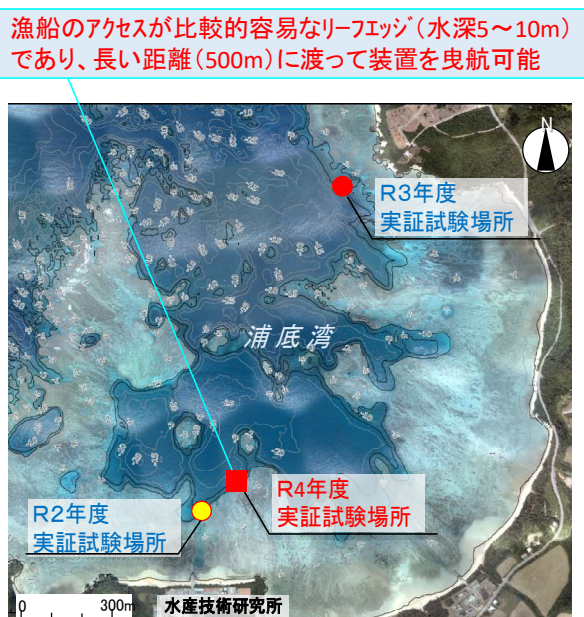 漁船のアクセスが比較的容易なリーフエッジ(水深5～10m)
であり、長い距離(500m)に渡って装置を曳航可能
N
R3年度
実証試験場所
浦底湾
R4年度
実証試験場所
R2年度
実証試験場所
0 300m 水産技術研究所